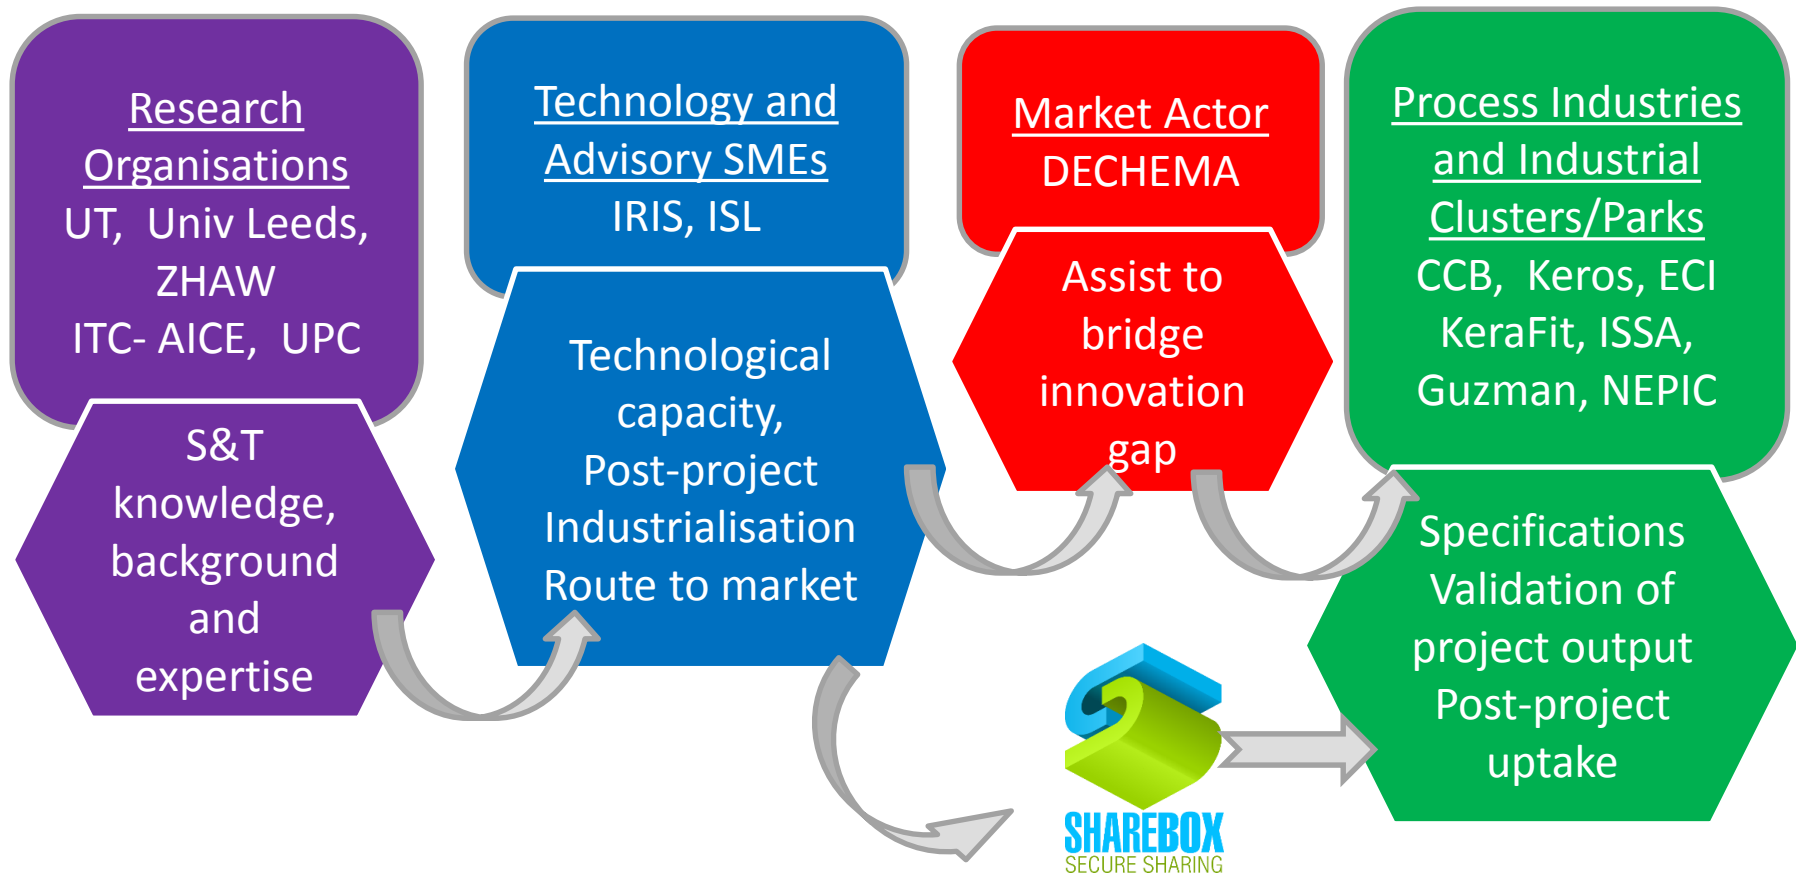 Research
Organisations
UT, Univ Leeds,
ZHAW
ITC- AICE, UPC
S&T
knowledge,
background
and
expertise
Technology and
Advisory SMEs
IRIS, ISL
Technological
capacity,
Post-project
Industrialisation
Route to market
Market Actor
DECHEMA
Assist to
bridge
innovation
gap
Process Industries
and Industrial
Clusters/Parks
CCB, Keros, ECI
KeraFit, ISSA,
Guzman, NEPIC
Specifications
Validation of
project output
Post-project
uptake
SHAREBOX
SECURE SHARING